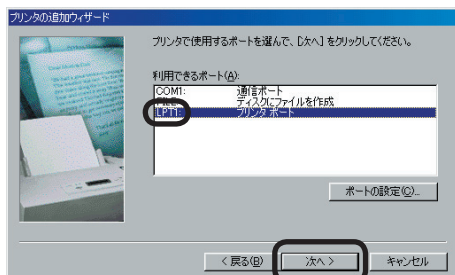 プリンタの追加ウィザード
プリンタで使用するポートを選んで、[次へ] をクリックしてください。
利用できるポート(A):
COM1: 通信ポート
FILE: ディスクにファイルを作成
LPT1: プリンタ ポート
ポートの設定(C)...
< 戻る(B)
次へ >
キャンセル